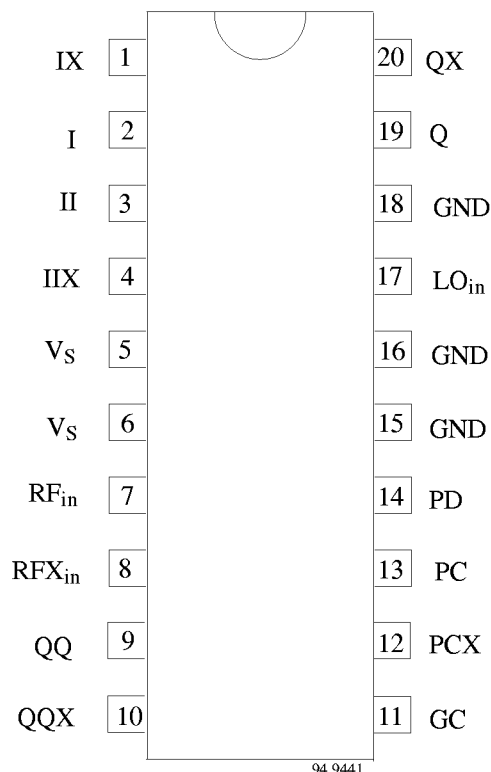 IX 1 20 QX
I 2 19 Q
II 3 18 GND
IIX 4 17 LOin
VS 5 16 GND
VS 6 15 GND
RFin 7 14 PD
RFXin 8 13 PC
QQ 9 12 PCX
QQX 10 11 GC
94 9441